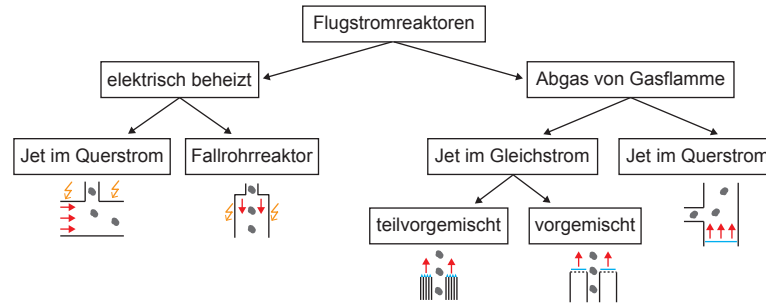 Flugstromreaktoren
elektrisch beheizt
Abgas von Gasflamme
Jet im Querstrom
Fallrohrreaktor
Jet im Gleichstrom
Jet im Querstrom
teilvorgemischt
vorgemischt